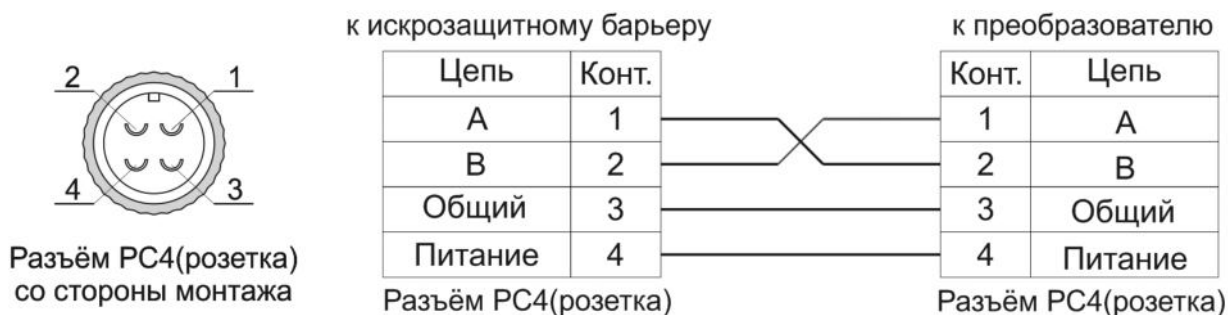 к искрозащитному барьеру
к преобразователю
2 1
4 3
Разъём РС4(розетка)
со стороны монтажа
Цепь Конт.
А 1
В 2
Общий 3
Питание 4
Разъём РС4(розетка)
Конт. Цепь
1 А
2 В
3 Общий
4 Питание
Разъём РС4(розетка)